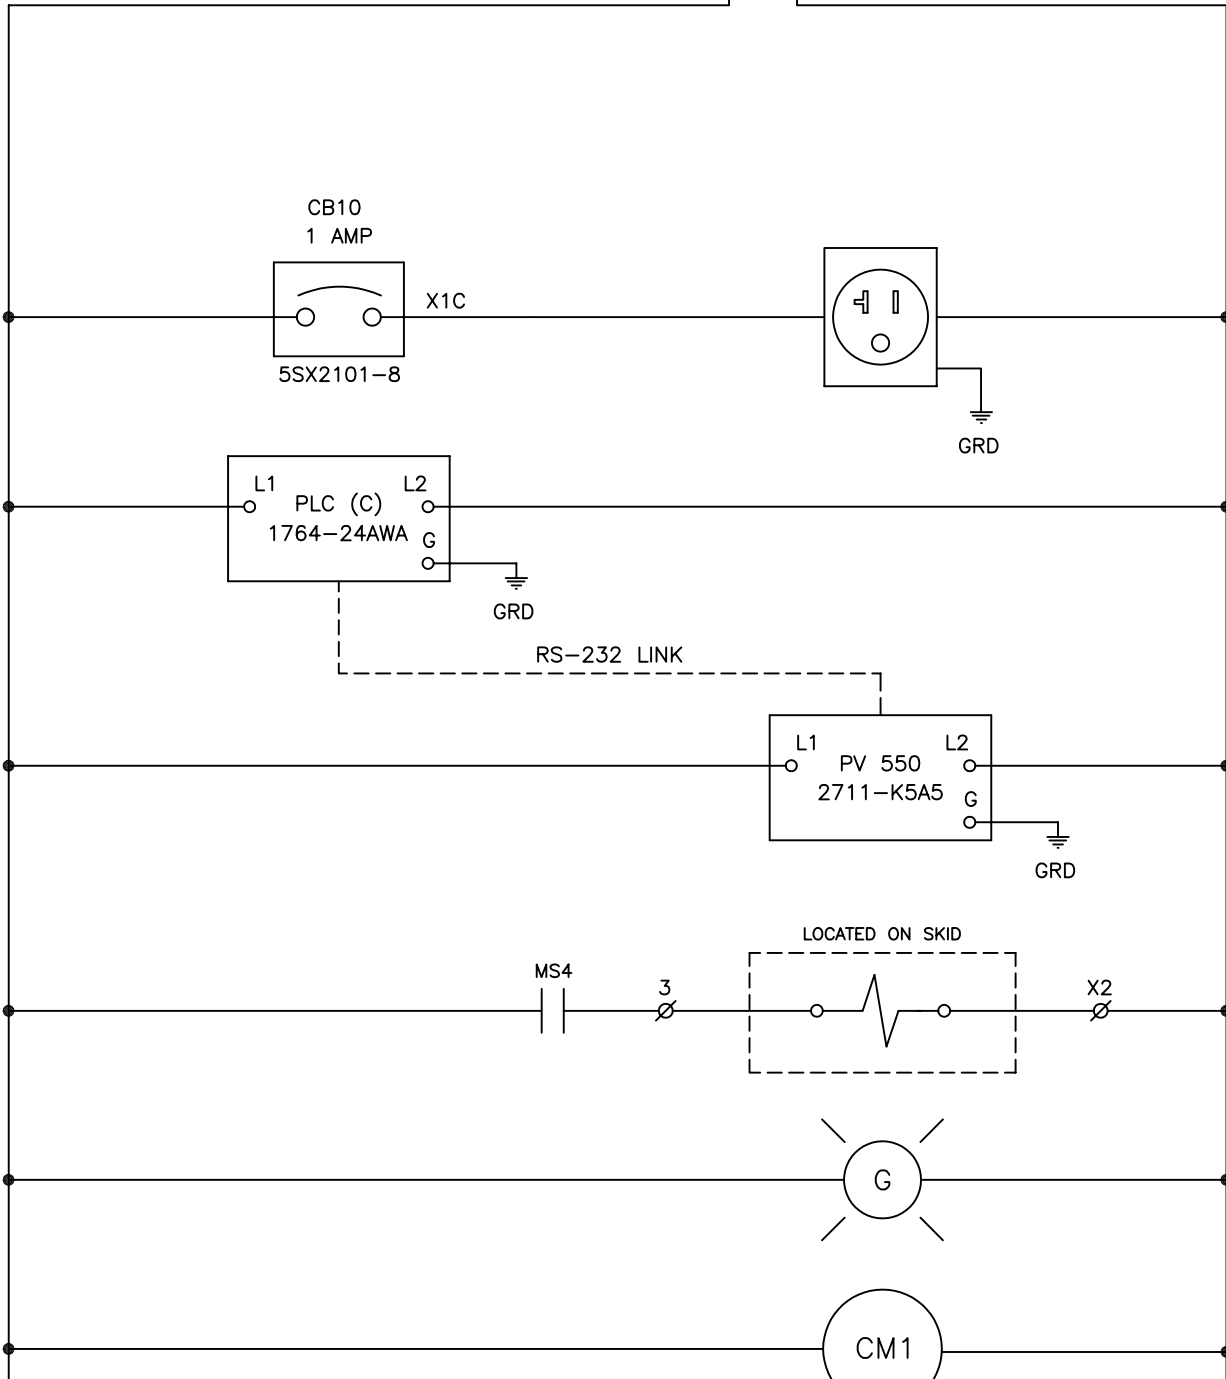 CB10
1 AMP
X1C
5SX2101-8
GRD
L1
L2
PLC (C)
1764-24AWA
G
GRD
RS-232 LINK
L1
L2
PV 550
2711-K5A5
G
GRD
LOCATED ON SKID
MS4
3
X2
G
CM1